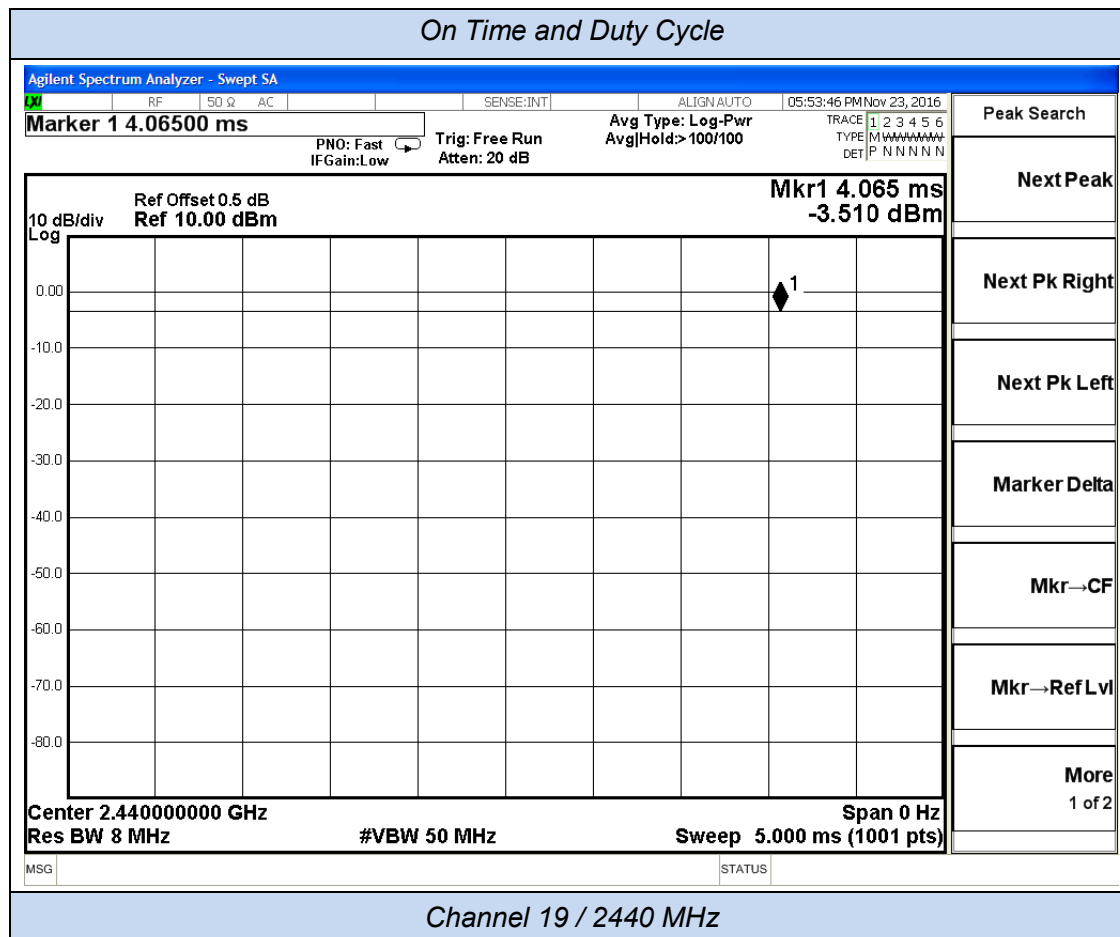 On Time and Duty Cycle
Agilent Spectrum Analyzer - Swept SA
LXI RF 50 Ω AC SENSE:INT ALIGN AUTO 05:53:46 PM Nov 23, 2016
Marker 1 4.06500 ms
PNO: Fast
IFGain:Low
Trig: Free Run
Atten: 20 dB
Avg Type: Log-Pwr
Avg|Hold:>100/100
TRACE 1 2 3 4 5 6
TYPE M WWWWW
DET P N N N N N
Peak Search
Ref Offset 0.5 dB
10 dB/div Ref 10.00 dBm
Log
Mkr1 4.065 ms
-3.510 dBm
1
0.00
-10.0
-20.0
-30.0
-40.0
-50.0
-60.0
-70.0
-80.0
Center 2.440000000 GHz Span 0 Hz
Res BW 8 MHz #VBW 50 MHz Sweep 5.000 ms (1001 pts)
Next Peak
Next Pk Right
Next Pk Left
Marker Delta
Mkr→CF
Mkr→Ref Lvl
More
1 of 2
MSG STATUS
Channel 19 / 2440 MHz